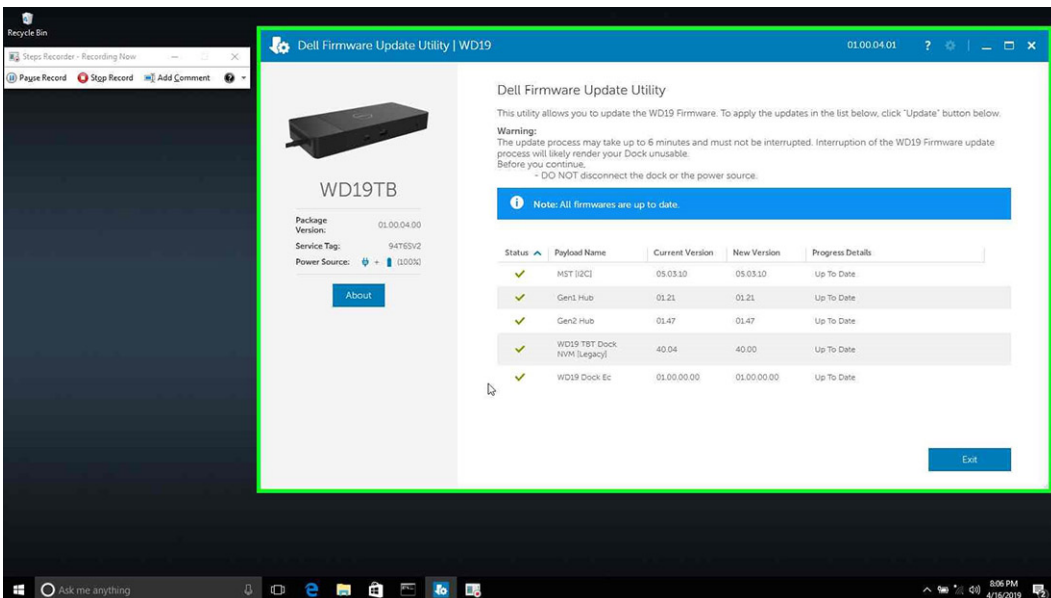 Recycle Bin
Steps Recorder - Recording Now
Pause Record Stop Record Add Comment
Dell Firmware Update Utility | WD19 01.00.04.01 ?
Dell Firmware Update Utility
This utility allows you to update the WD19 Firmware. To apply the updates in the list below, click "Update" button below.
Warning:
The update process may take up to 6 minutes and must not be interrupted. Interruption of the WD19 Firmware update
process will likely render your Dock unusable.
Before you continue,
- DO NOT disconnect the dock or the power source.
WD19TB
Package
Version: 01.00.04.00
Service Tag: 94T6SV2
Power Source: + (100%)
About
Note: All firmwares are up to date.
Status Payload Name Current Version New Version Progress Details
MST [I2C] 05.03.10 05.03.10 Up To Date
Gen1 Hub 01.21 01.21 Up To Date
Gen2 Hub 01.47 01.47 Up To Date
WD19 TBT Dock
NVM [Legacy] 40.04 40.00 Up To Date
WD19 Dock Ec 01.00.00.00 01.00.00.00 Up To Date
Exit
Ask me anything
8:06 PM
4/16/2019